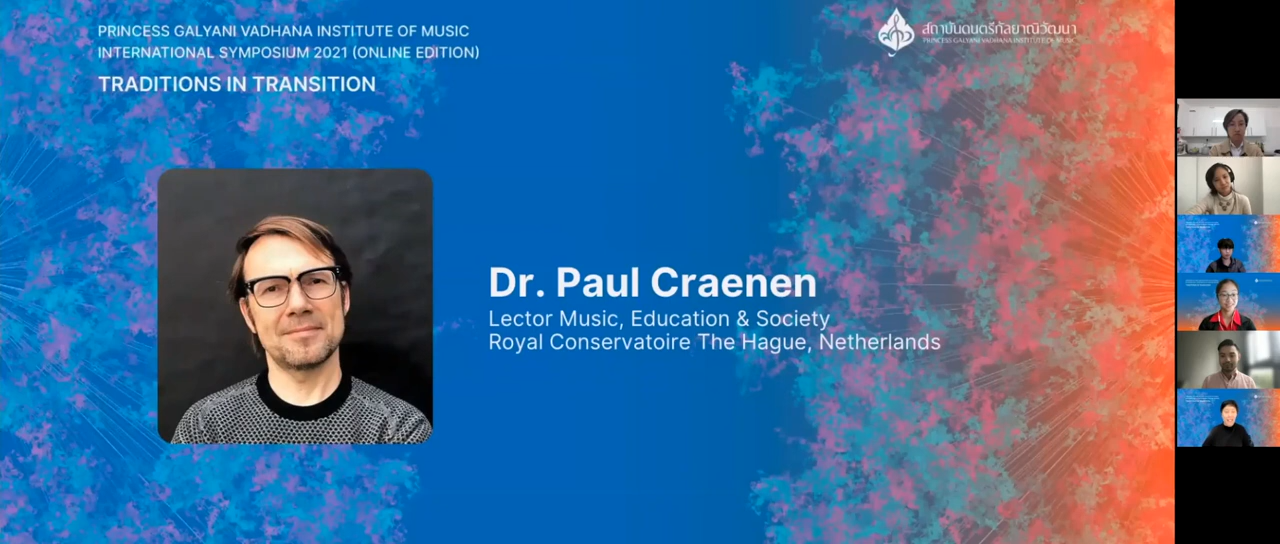 PRINCESS GALYANI VADHANA INSTITUTE OF MUSIC
INTERNATIONAL SYMPOSIUM 2021 (ONLINE EDITION)
TRADITIONS IN TRANSITION
สถาบันดนตรีกัลยาณิวัฒนา
PRINCESS GALYANI VADHANA INSTITUTE OF MUSIC
Dr. Paul Craenen
Lector Music, Education & Society
Royal Conservatoire The Hague, Netherlands